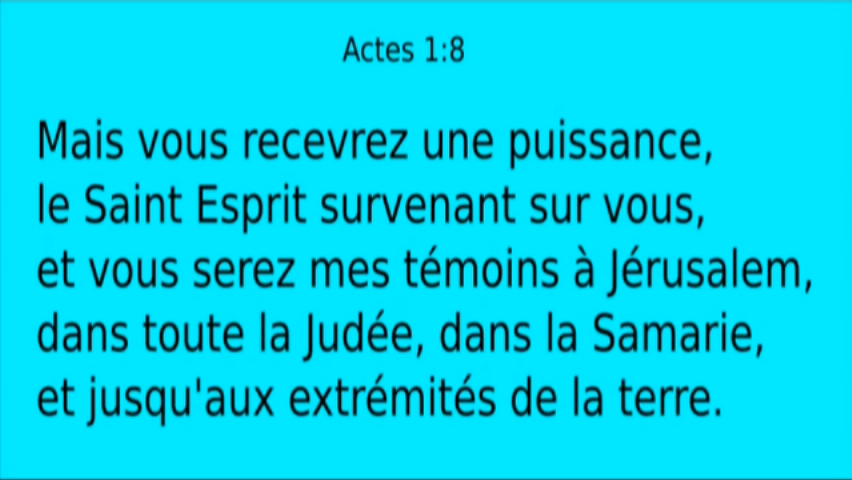 Actes 1:8
Mais vous recevrez une puissance,
le Saint Esprit survenant sur vous,
et vous serez mes témoins à Jérusalem,
dans toute la Judée, dans la Samarie,
et jusqu'aux extrémités de la terre.